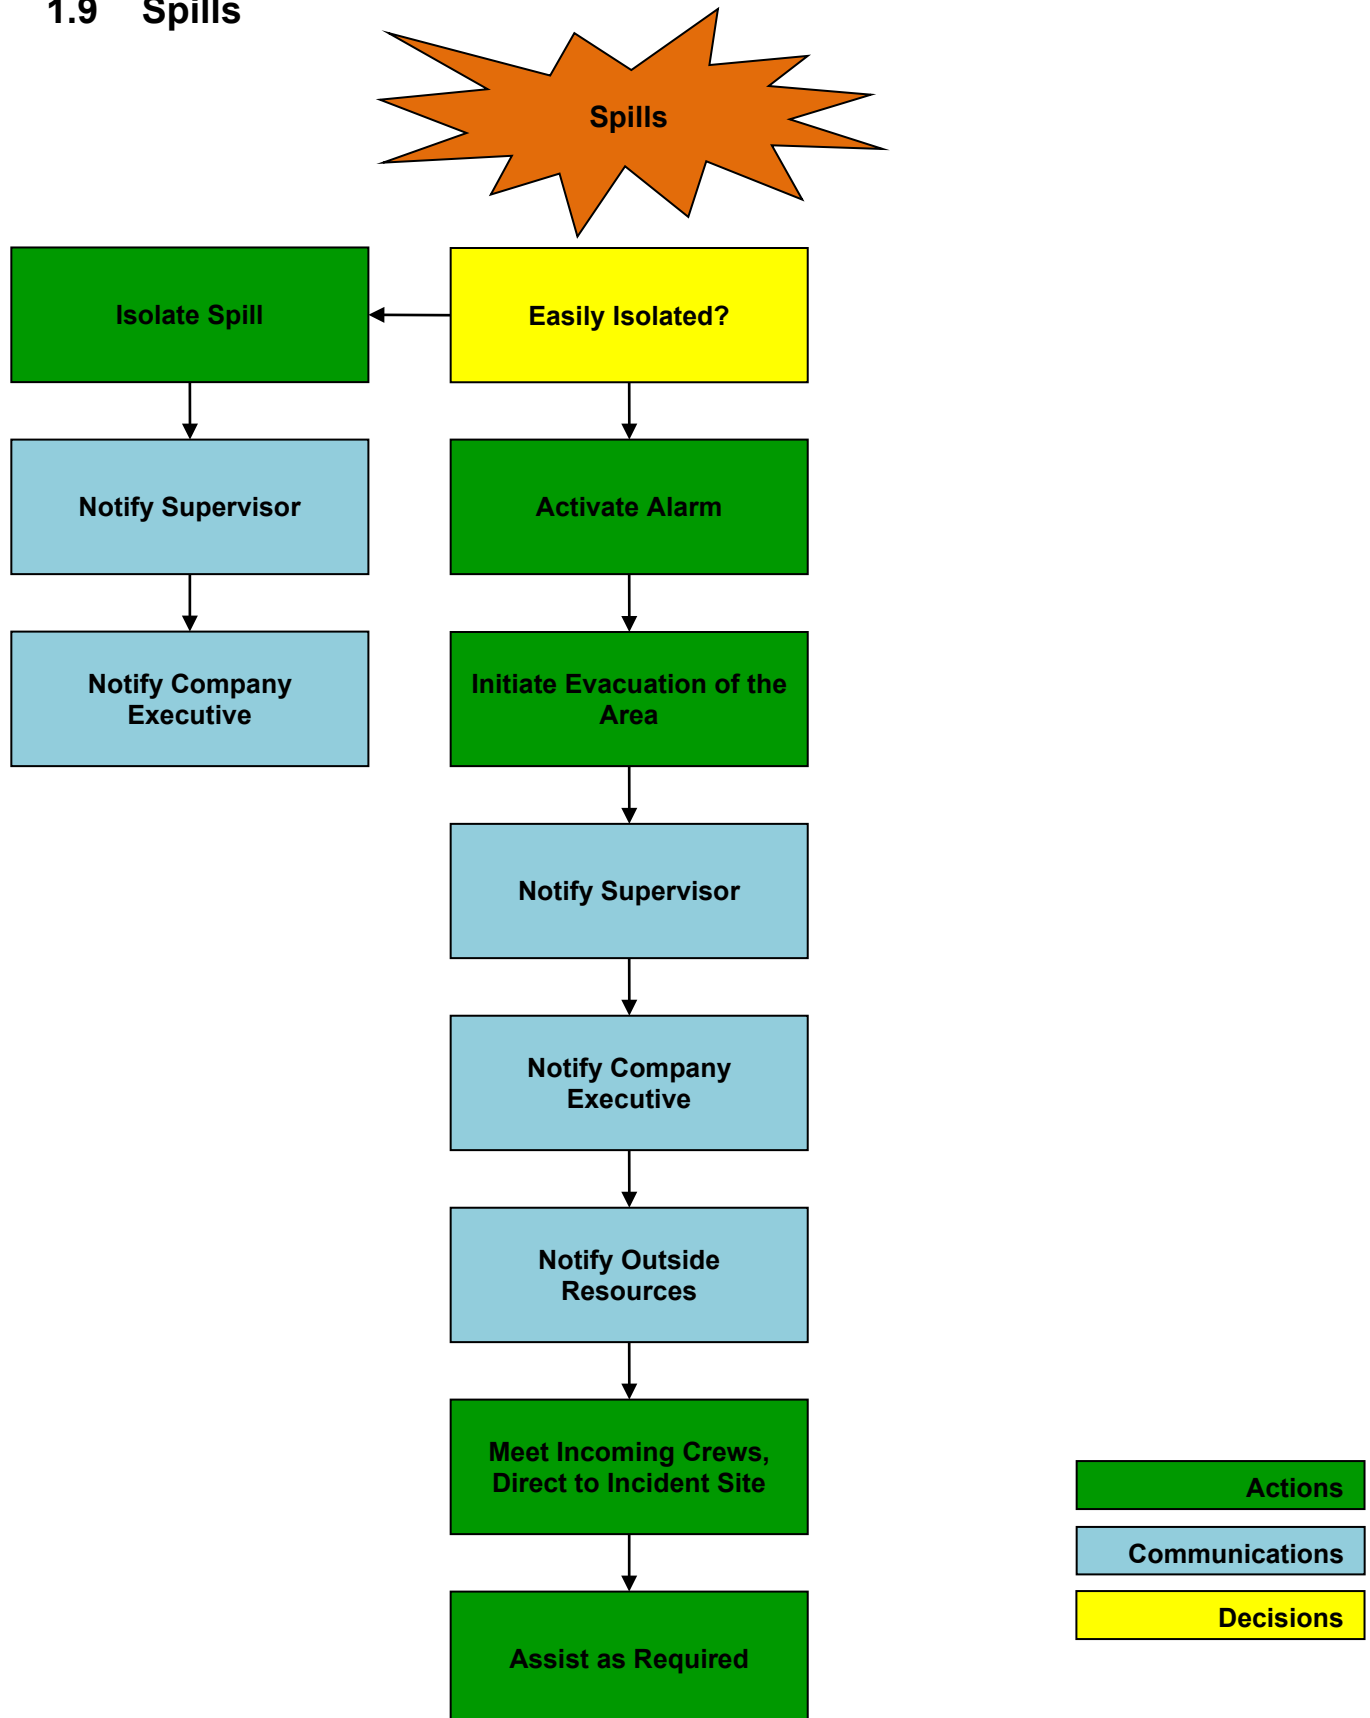 1.9 Spills
Spills
Isolate Spill
Easily Isolated?
Notify Supervisor
Activate Alarm
Notify Company
Executive
Initiate Evacuation of the
Area
Notify Supervisor
Notify Company
Executive
Notify Outside
Resources
Meet Incoming Crews,
Direct to Incident Site
Assist as Required
Actions
Communications
Decisions